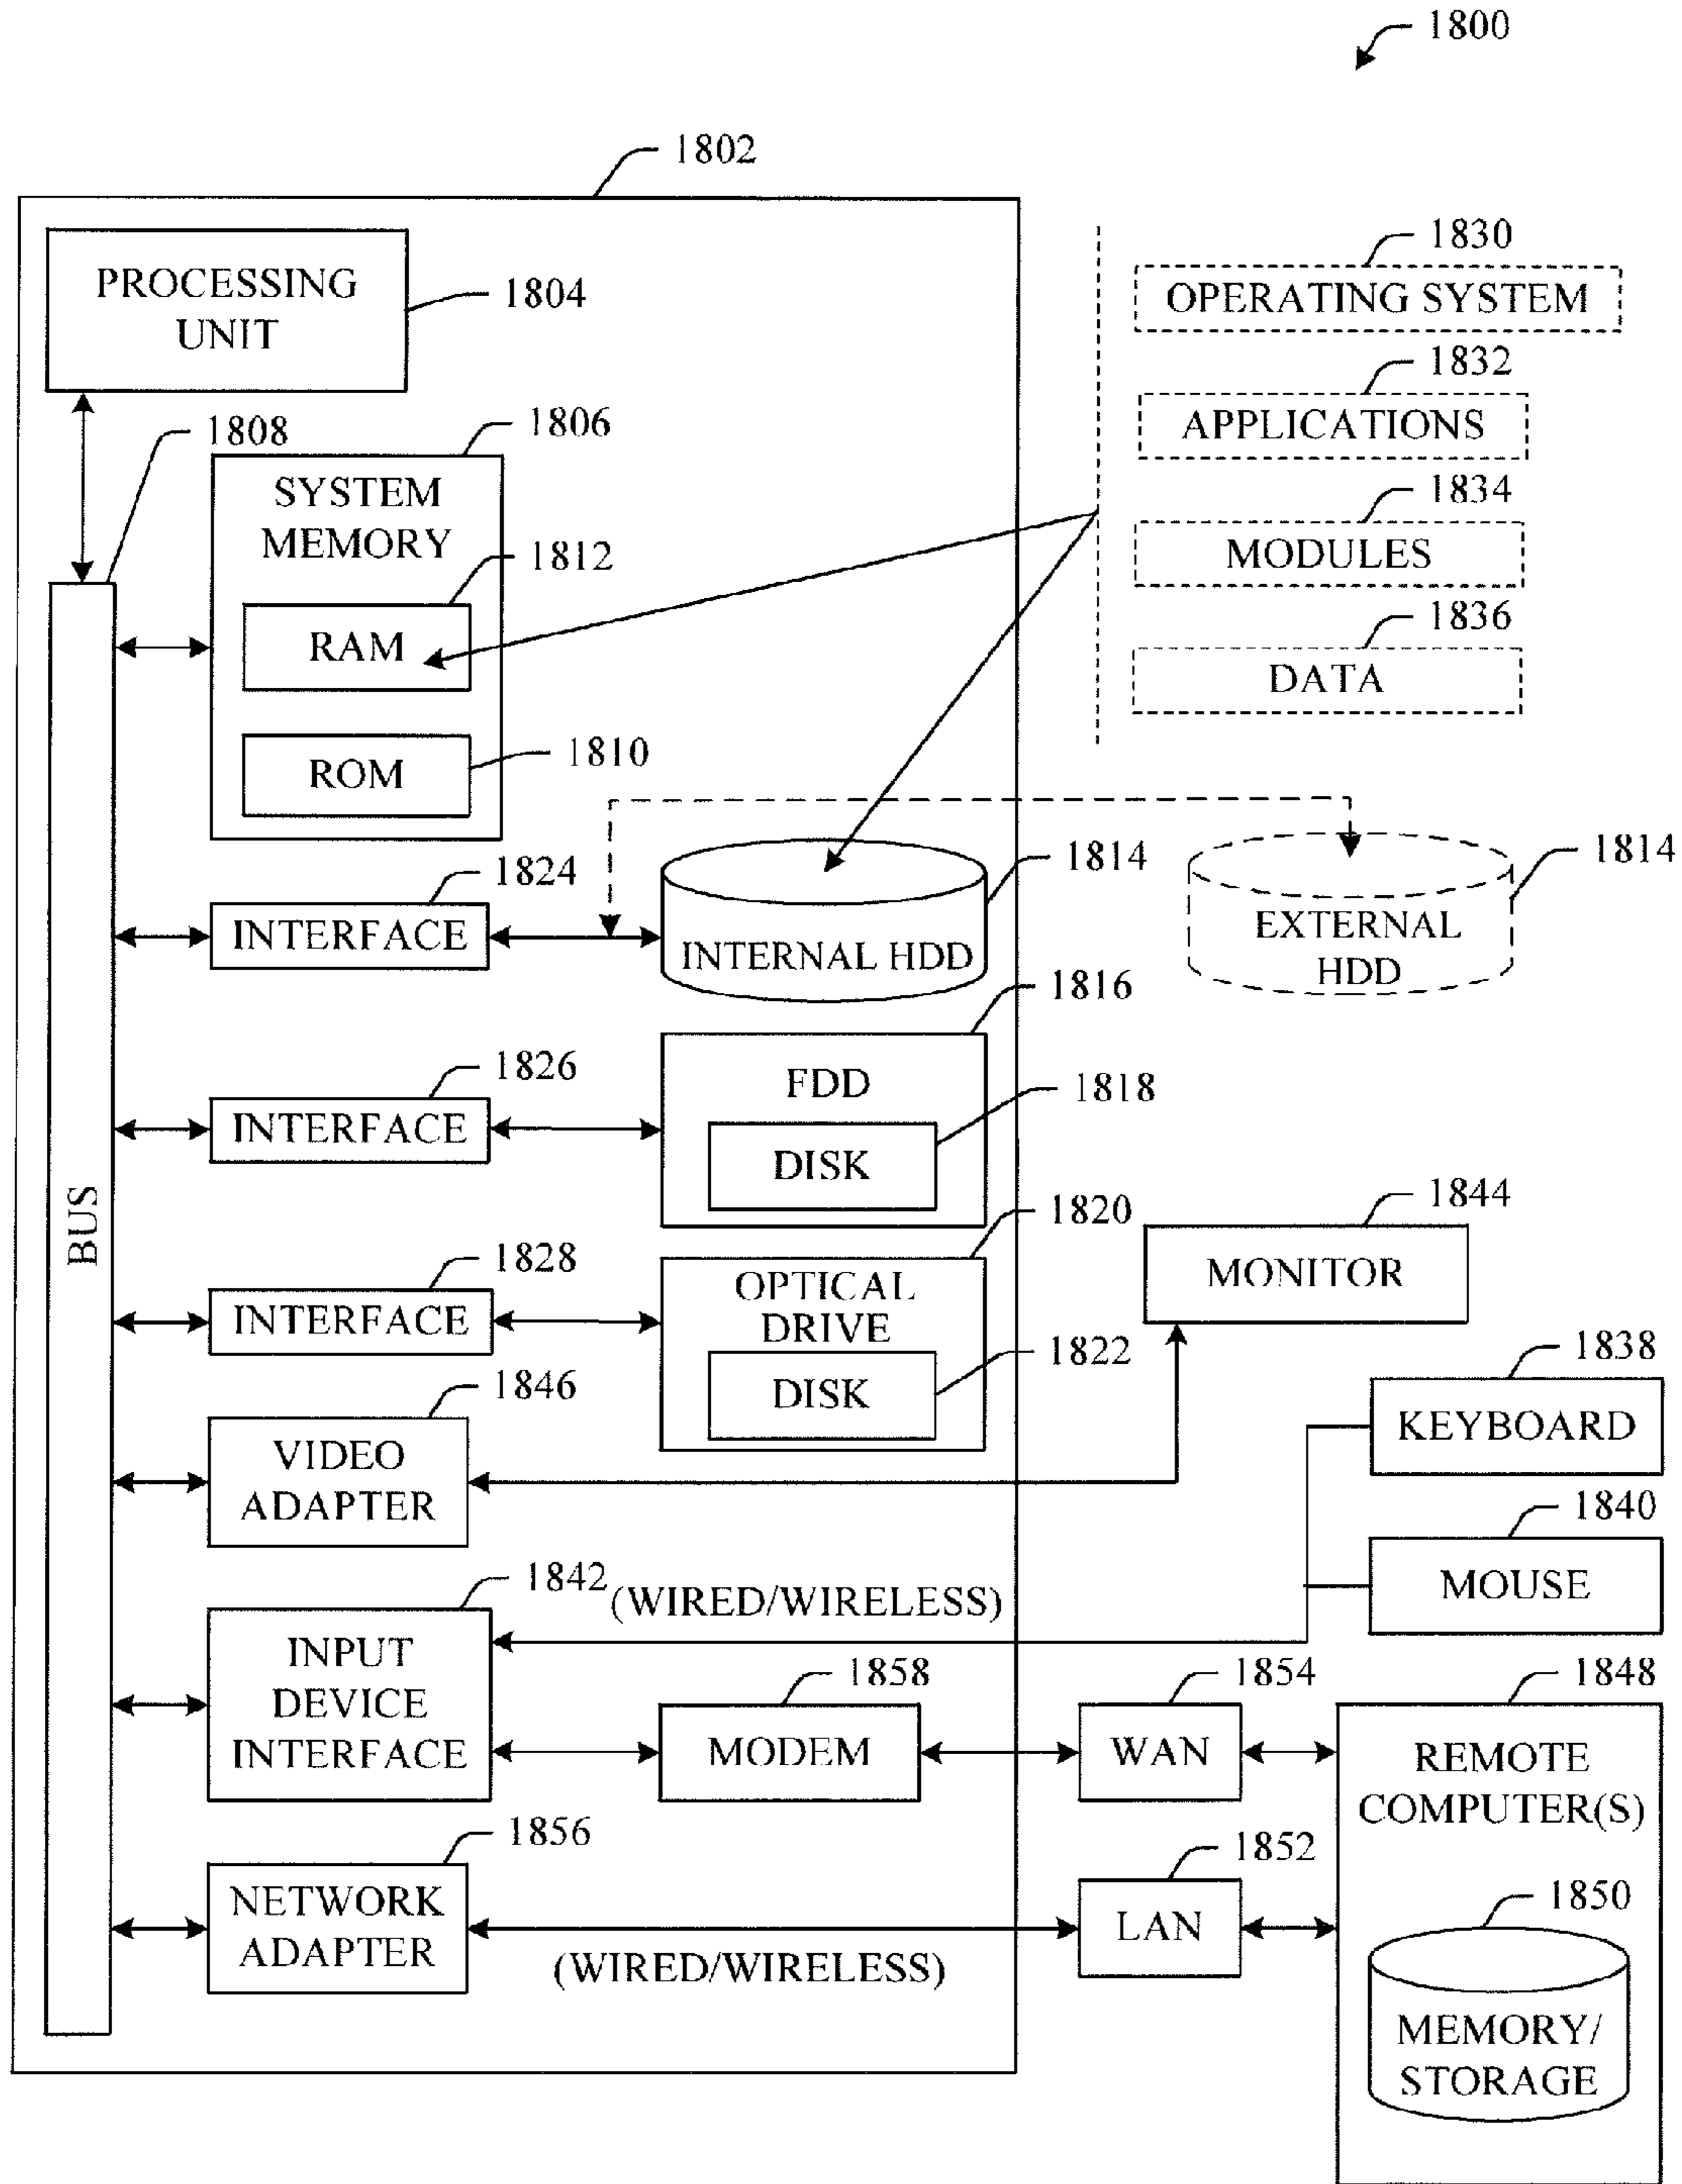 1800
1802
PROCESSING
UNIT
1804
1830
OPERATING SYSTEM
1832
APPLICATIONS
1834
MODULES
1836
DATA
1808
1806
SYSTEM
MEMORY
1812
RAM
1810
ROM
1824
INTERFACE
1814
INTERNAL HDD
1814
EXTERNAL
HDD
1816
1826
INTERFACE
FDD
1818
DISK
BUS
1820
1828
INTERFACE
OPTICAL
DRIVE
1822
DISK
1844
MONITOR
1846
VIDEO
ADAPTER
1838
KEYBOARD
1840
MOUSE
1842
(WIRED/WIRELESS)
INPUT
DEVICE
INTERFACE
1858
MODEM
1854
WAN
1848
REMOTE
COMPUTER(S)
1856
NETWORK
ADAPTER
(WIRED/WIRELESS)
1852
LAN
1850
MEMORY/
STORAGE